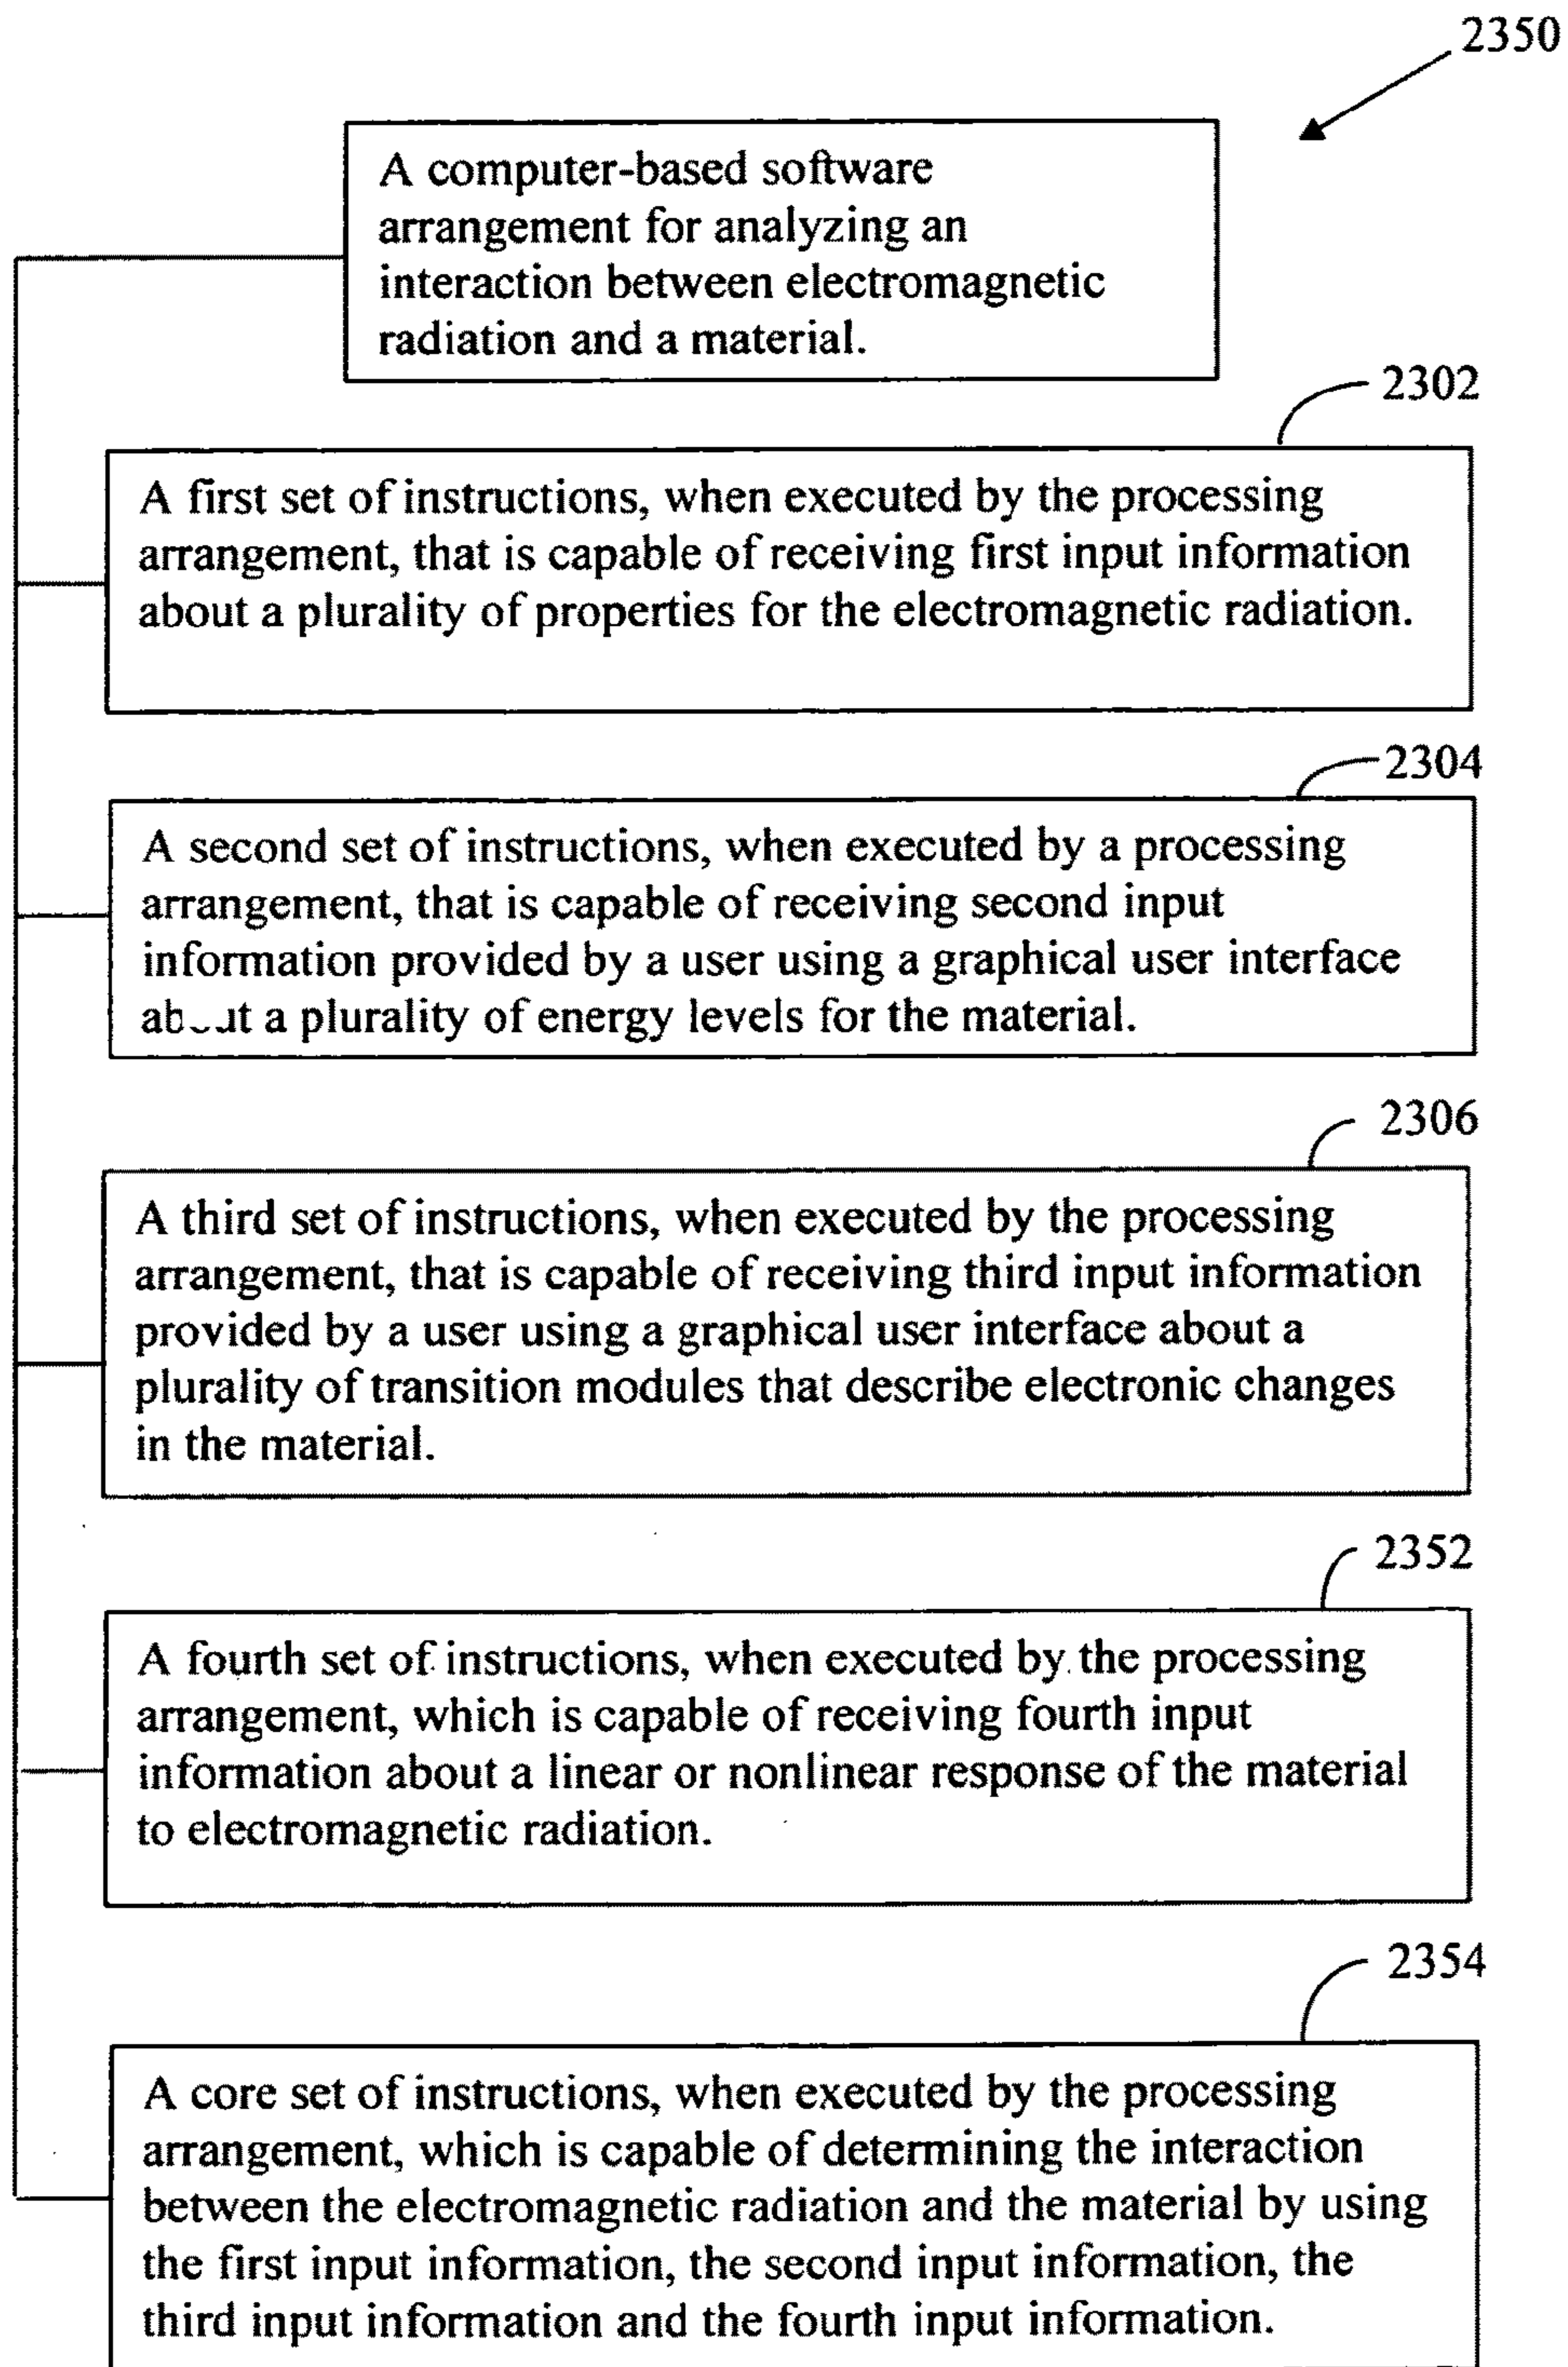 2350
A computer-based software
arrangement for analyzing an
interaction between electromagnetic
radiation and a material.
2302
A first set of instructions, when executed by the processing
arrangement, that is capable of receiving first input information
about a plurality of properties for the electromagnetic radiation.
2304
A second set of instructions, when executed by a processing
arrangement, that is capable of receiving second input
information provided by a user using a graphical user interface
about a plurality of energy levels for the material.
2306
A third set of instructions, when executed by the processing
arrangement, that is capable of receiving third input information
provided by a user using a graphical user interface about a
plurality of transition modules that describe electronic changes
in the material.
2352
A fourth set of instructions, when executed by the processing
arrangement, which is capable of receiving fourth input
information about a linear or nonlinear response of the material
to electromagnetic radiation.
2354
A core set of instructions, when executed by the processing
arrangement, which is capable of determining the interaction
between the electromagnetic radiation and the material by using
the first input information, the second input information, the
third input information and the fourth input information.